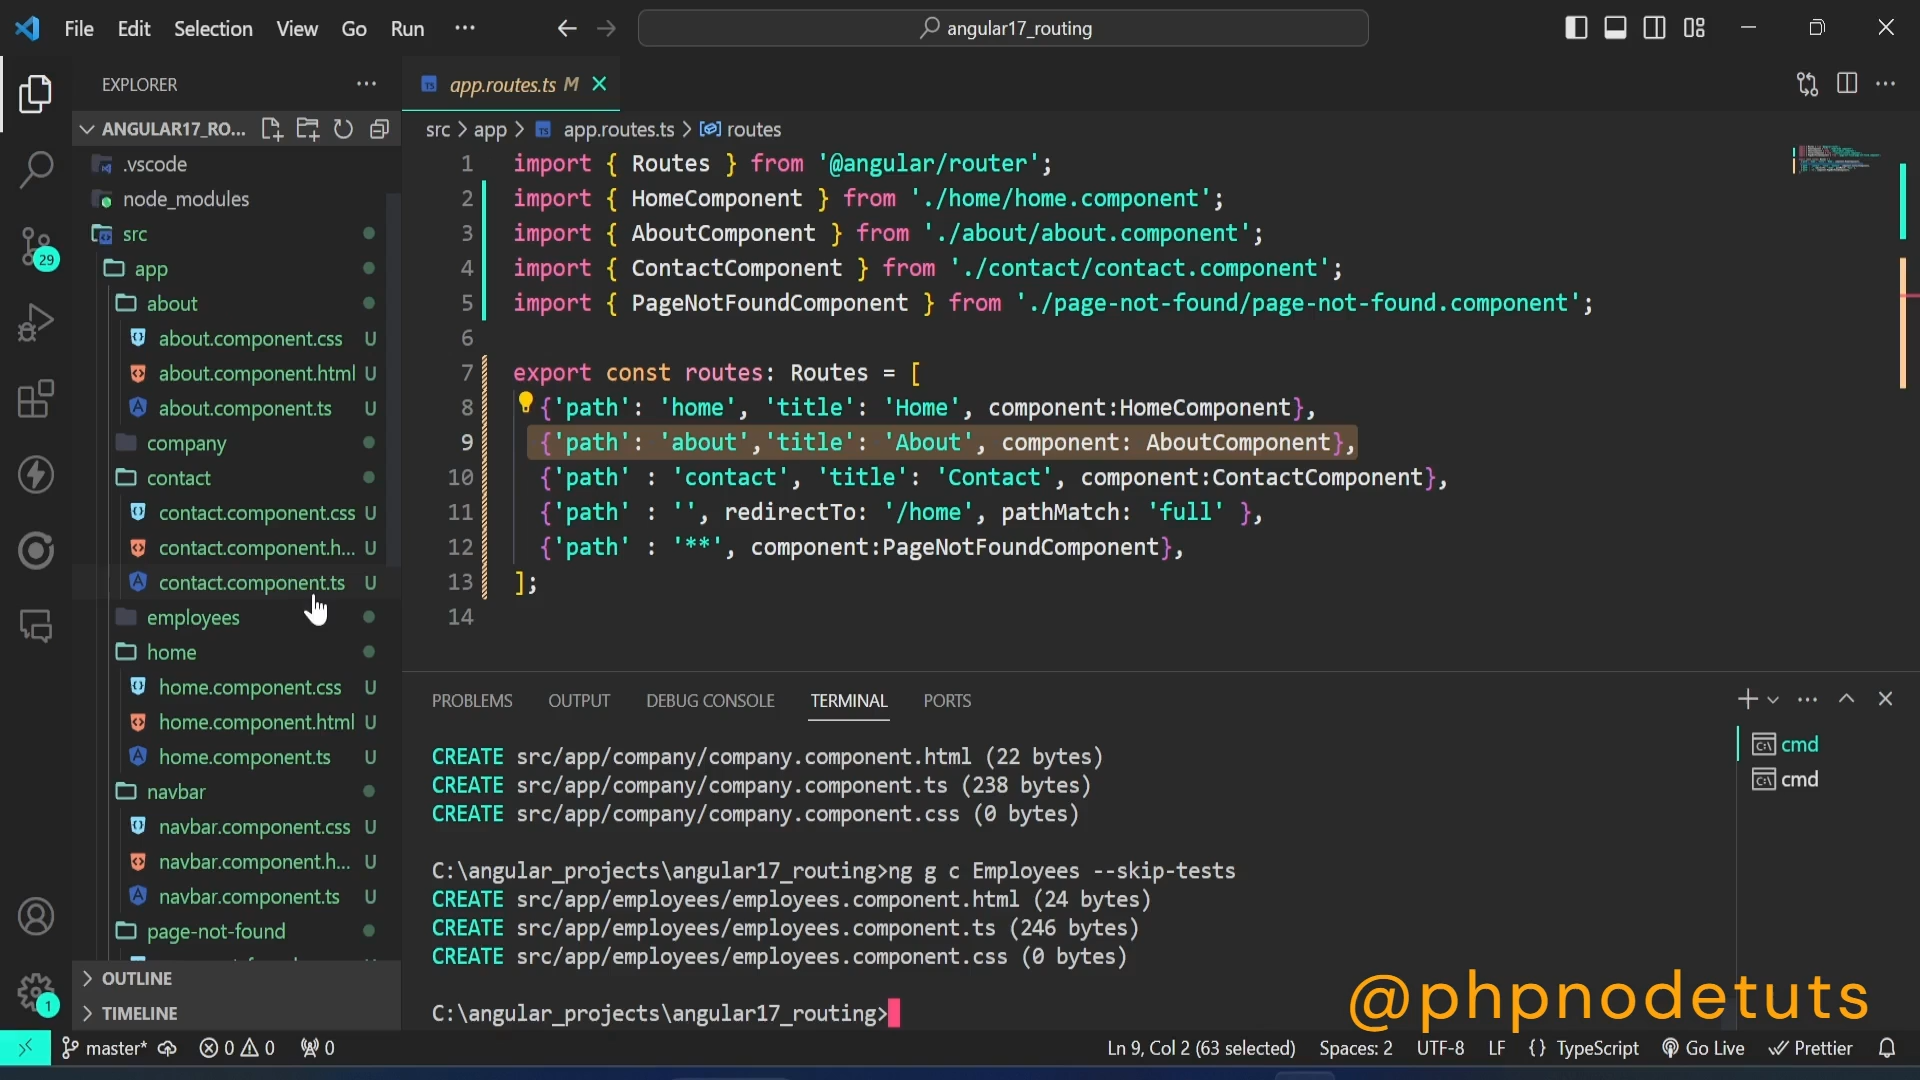 File Edit Selection View Go Run ··· angular17_routing
EXPLORER
ANGULAR17_RO...
.vscode
node_modules
src
app
about
about.component.css U
about.component.html U
about.component.ts U
company
contact
contact.component.css U
contact.component.h... U
contact.component.ts U
employees
home
home.component.css U
home.component.html U
home.component.ts U
navbar
navbar.component.css U
navbar.component.h... U
navbar.component.ts U
page-not-found
OUTLINE
TIMELINE
29
1
TS app.routes.ts M
src > app > TS app.routes.ts > routes
1 import { Routes } from '@angular/router';
2 import { HomeComponent } from './home/home.component';
3 import { AboutComponent } from './about/about.component';
4 import { ContactComponent } from './contact/contact.component';
5 import { PageNotFoundComponent } from './page-not-found/page-not-found.component';
6
7 export const routes: Routes = [
8 {'path': 'home', 'title': 'Home', component:HomeComponent},
9 {'path': 'about','title': 'About', component: AboutComponent},
10 {'path' : 'contact', 'title': 'Contact', component:ContactComponent},
11 {'path' : '', redirectTo: '/home', pathMatch: 'full' },
12 {'path' : '**', component:PageNotFoundComponent},
13 ];
14
PROBLEMS OUTPUT DEBUG CONSOLE TERMINAL PORTS
CREATE src/app/company/company.component.html (22 bytes)
CREATE src/app/company/company.component.ts (238 bytes)
CREATE src/app/company/company.component.css (0 bytes)
C:\angular_projects\angular17_routing>ng g c Employees --skip-tests
CREATE src/app/employees/employees.component.html (24 bytes)
CREATE src/app/employees/employees.component.ts (246 bytes)
CREATE src/app/employees/employees.component.css (0 bytes)
C:\angular_projects\angular17_routing>
cmd
cmd
@phpnodetuts
master* 0 0 0 Ln 9, Col 2 (63 selected) Spaces: 2 UTF-8 LF {} TypeScript Go Live Prettier